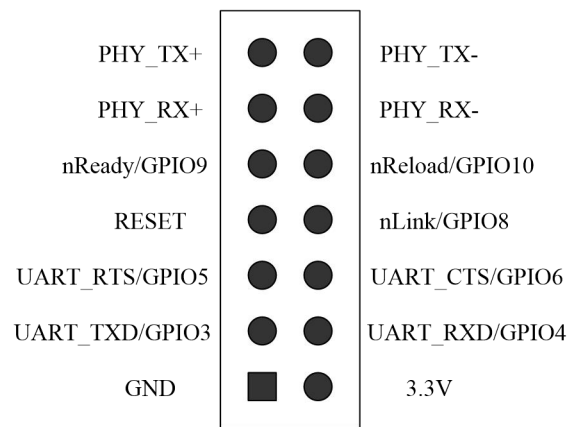 PHY_TX+ PHY_TX-
PHY_RX+ PHY_RX-
nReady/GPIO9 nReload/GPIO10
RESET nLink/GPIO8
UART_RTS/GPIO5 UART_CTS/GPIO6
UART_TXD/GPIO3 UART_RXD/GPIO4
GND 3.3V